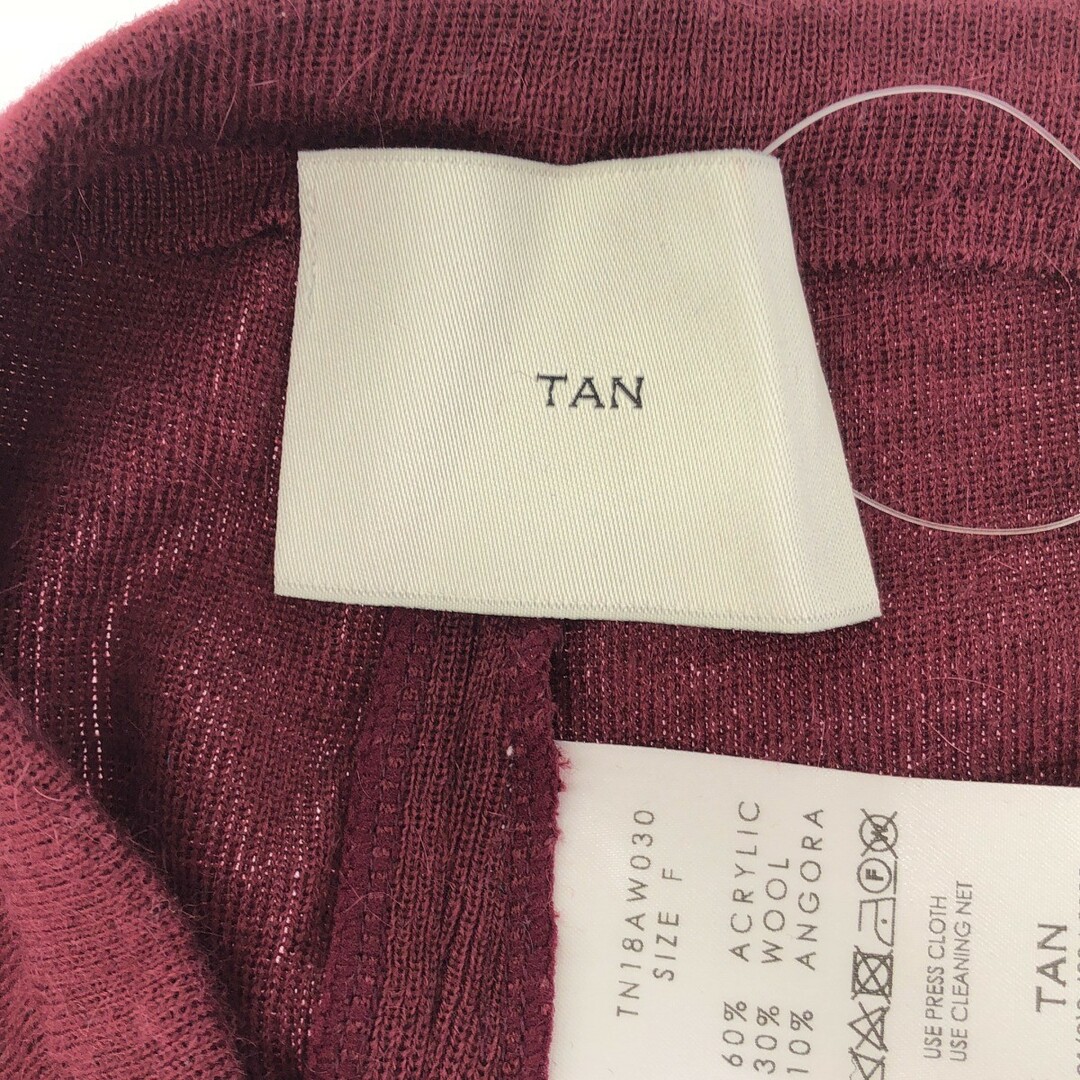 TAN
TN18AW030
SIZE F
60% ACRYLIC
30% WOOL
10% ANGORA
F
W
USE PRESS CLOTH
USE CLEANING NET
TAN